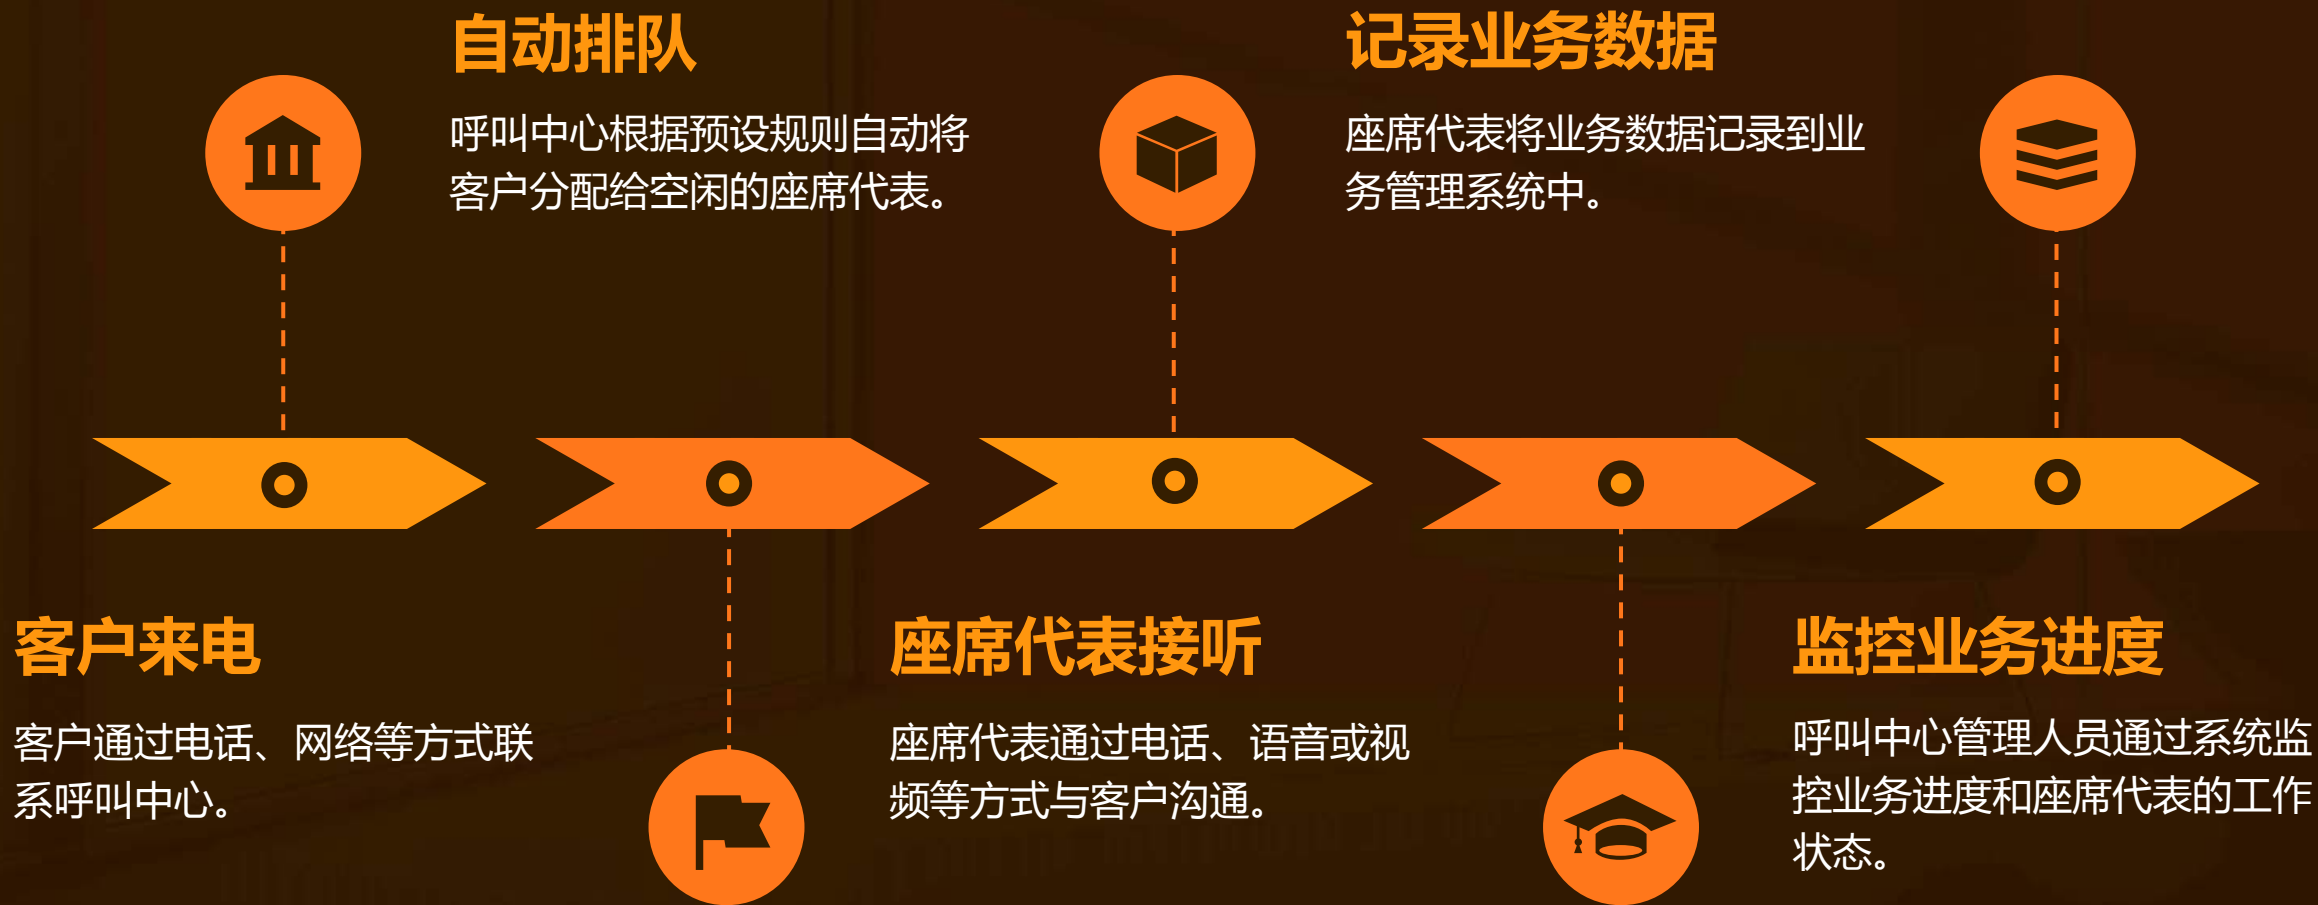 自动排队
呼叫中心根据预设规则自动将
客户分配给空闲的座席代表。
记录业务数据
座席代表将业务数据记录到业
务管理系统中。
客户来电
客户通过电话、网络等方式联
系呼叫中心。
座席代表接听
座席代表通过电话、语音或视
频等方式与客户沟通。
监控业务进度
呼叫中心管理人员通过系统监
控业务进度和座席代表的工作
状态。